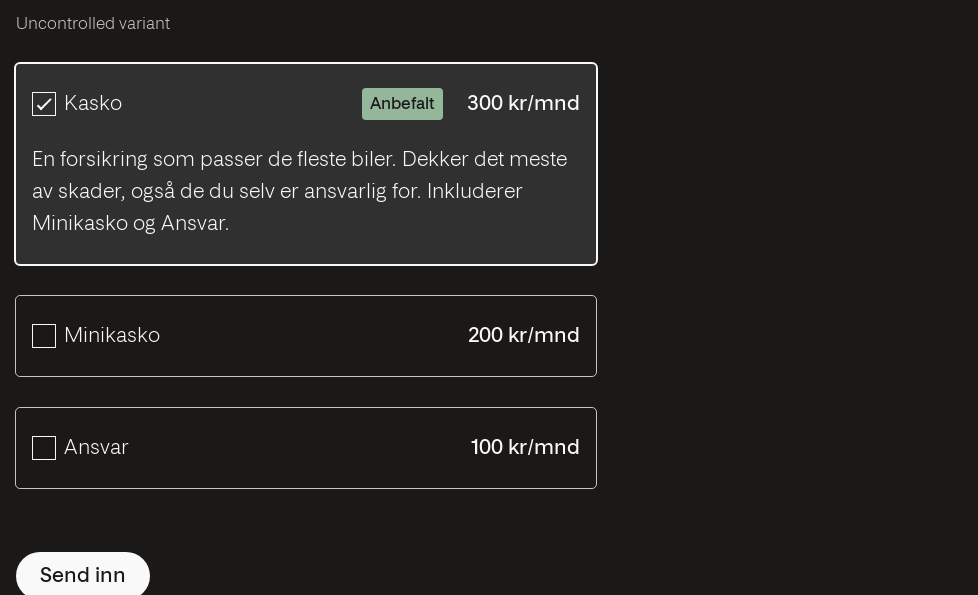 Uncontrolled variant
Kasko Anbefalt 300 kr/mnd
En forsikring som passer de fleste biler. Dekker det meste
av skader, også de du selv er ansvarlig for. Inkluderer
Minikasko og Ansvar.
Minikasko 200 kr/mnd
Ansvar 100 kr/mnd
Send inn